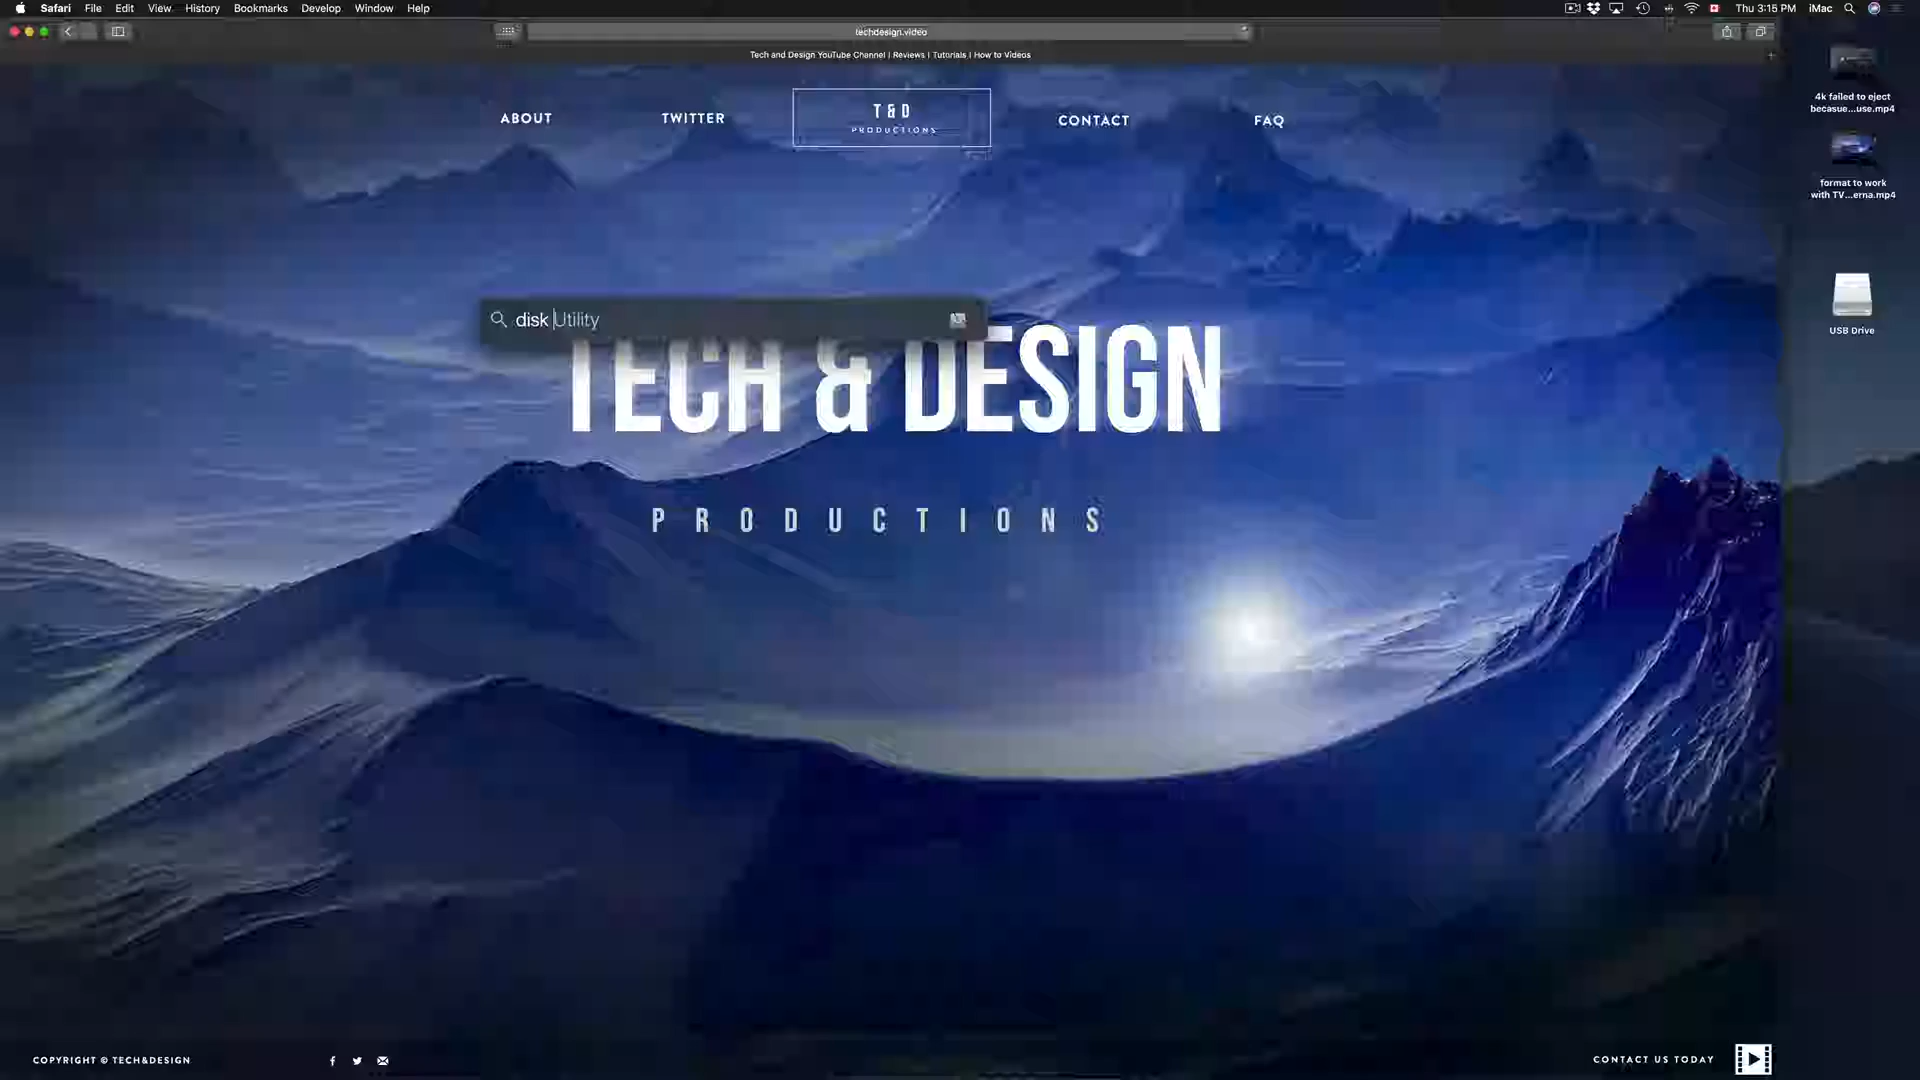 Safari File Edit View History Bookmarks Develop Window Help
Thu 3:15 PM iMac
techdesign.video
Tech and Design YouTube Channel | Reviews | Tutorials | How to Videos
ABOUT
TWITTER
T & D
PRODUCTIONS
CONTACT
FAQ
4k failed to eject
becasue...use.mp4
format to work
with TV...erna.mp4
USB Drive
disk Utility
TECH & DESIGN
PRODUCTIONS
COPYRIGHT © TECH&DESIGN
CONTACT US TODAY